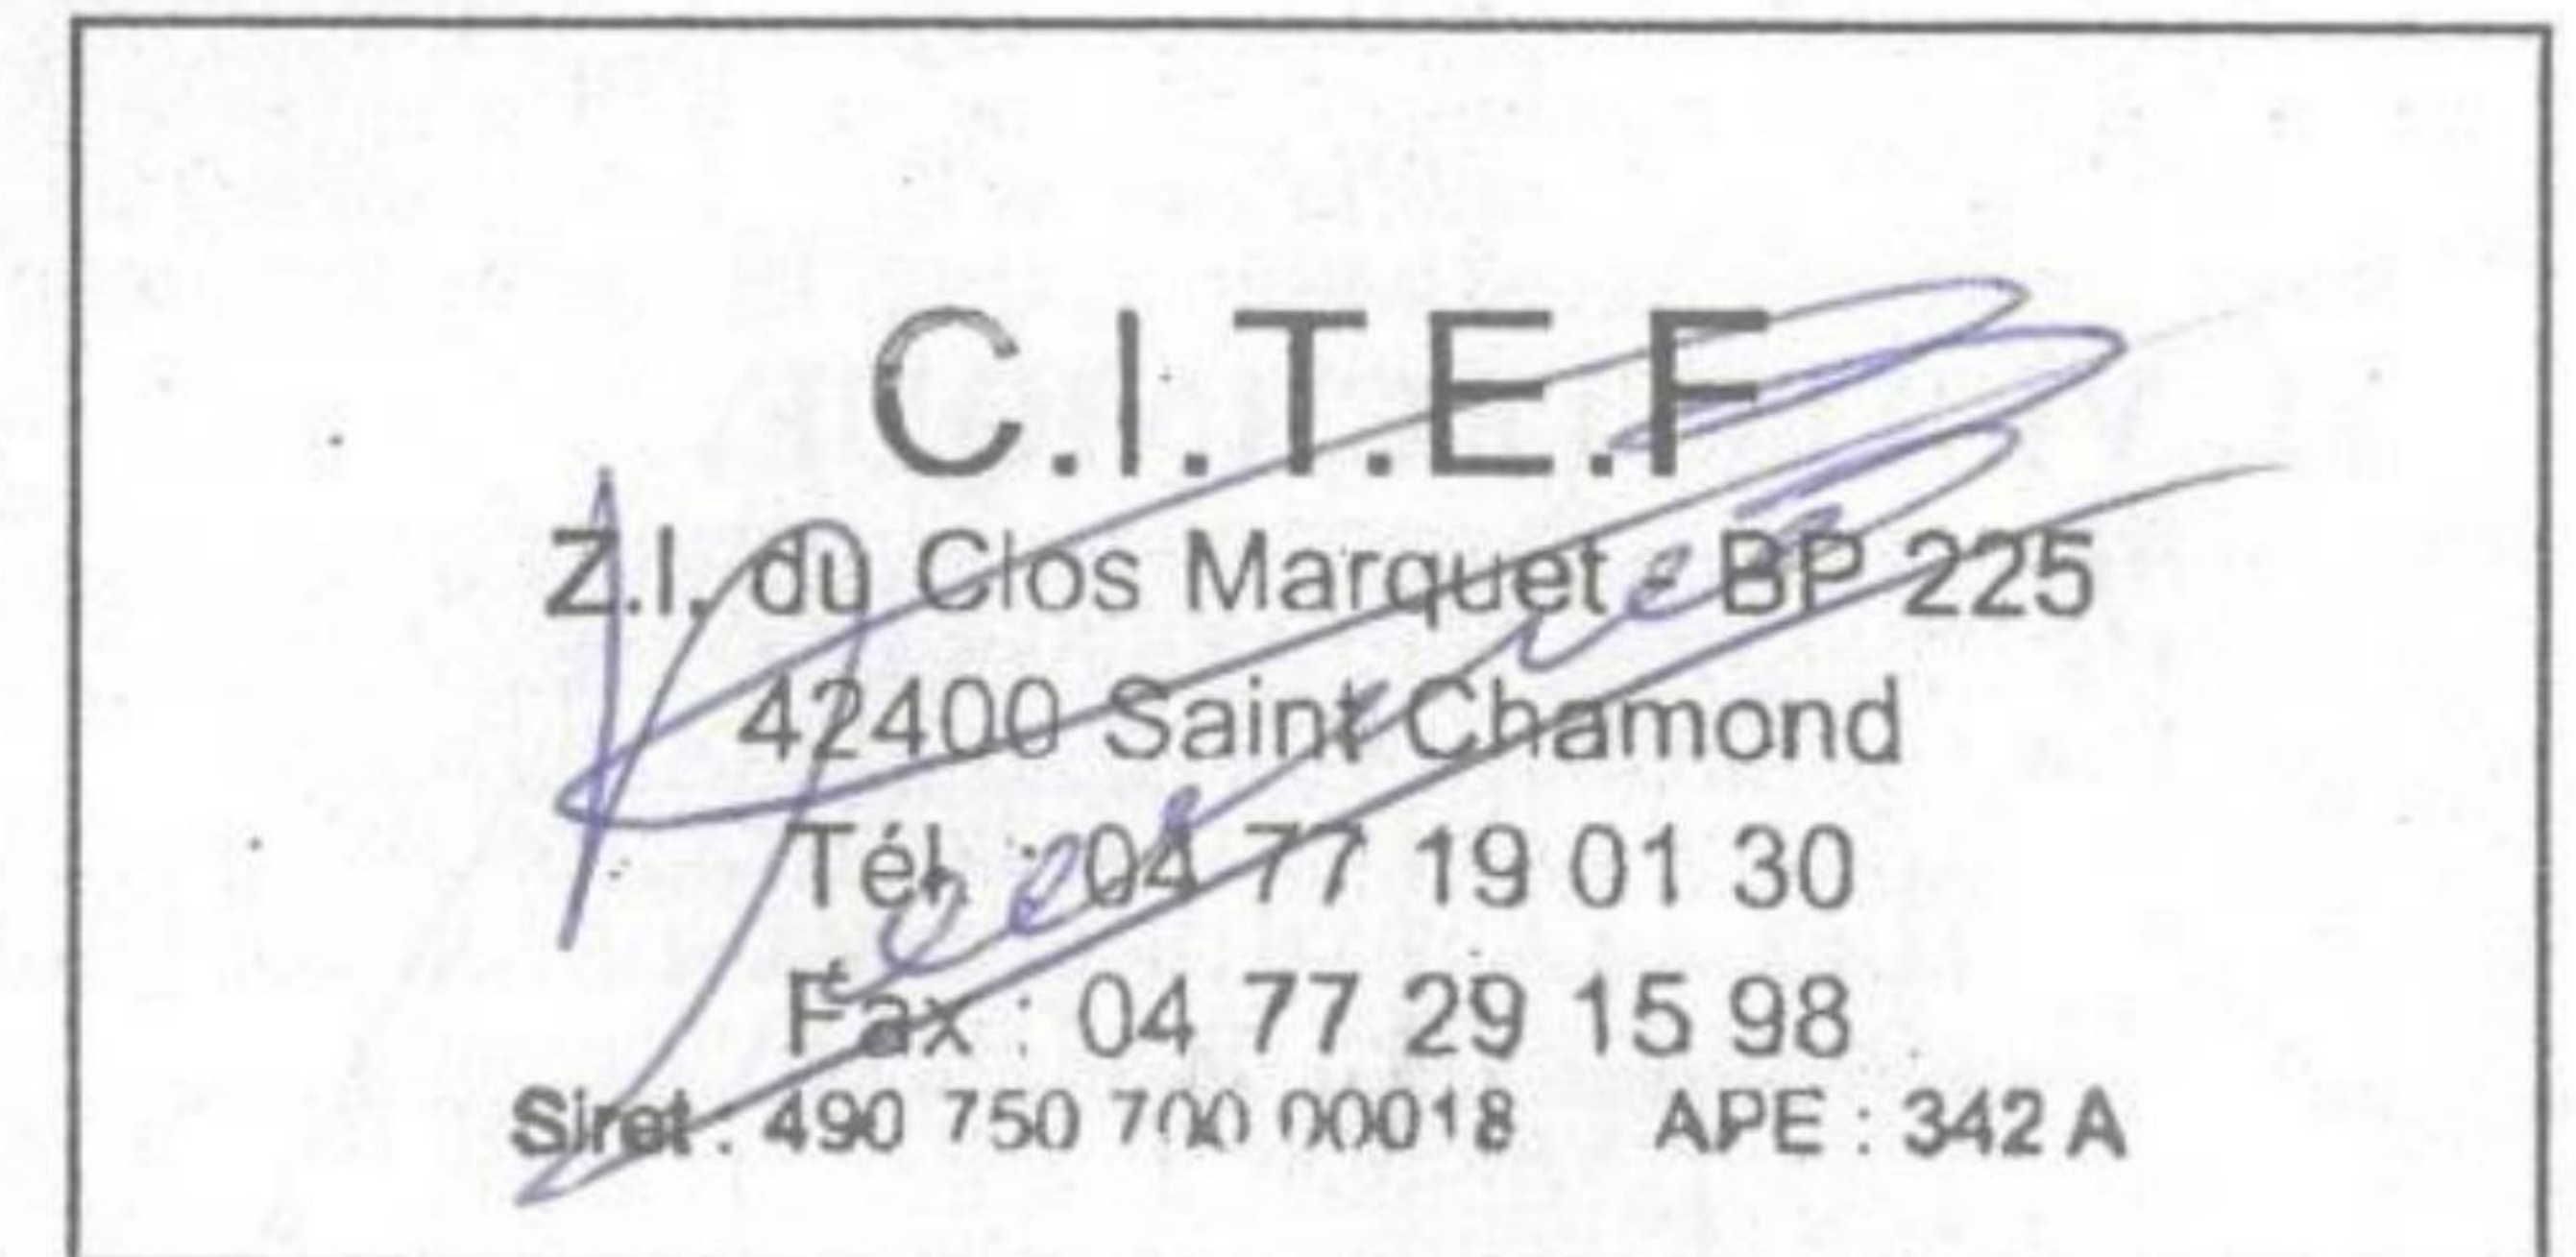 C.I.T.E.F
Z.I. du Clos Marquet - BP 225
42400 Saint Chamond
Tél. : 04 77 19 01 30
Fax : 04 77 29 15 98
Siret : 490 750 700 00018 APE : 342 A